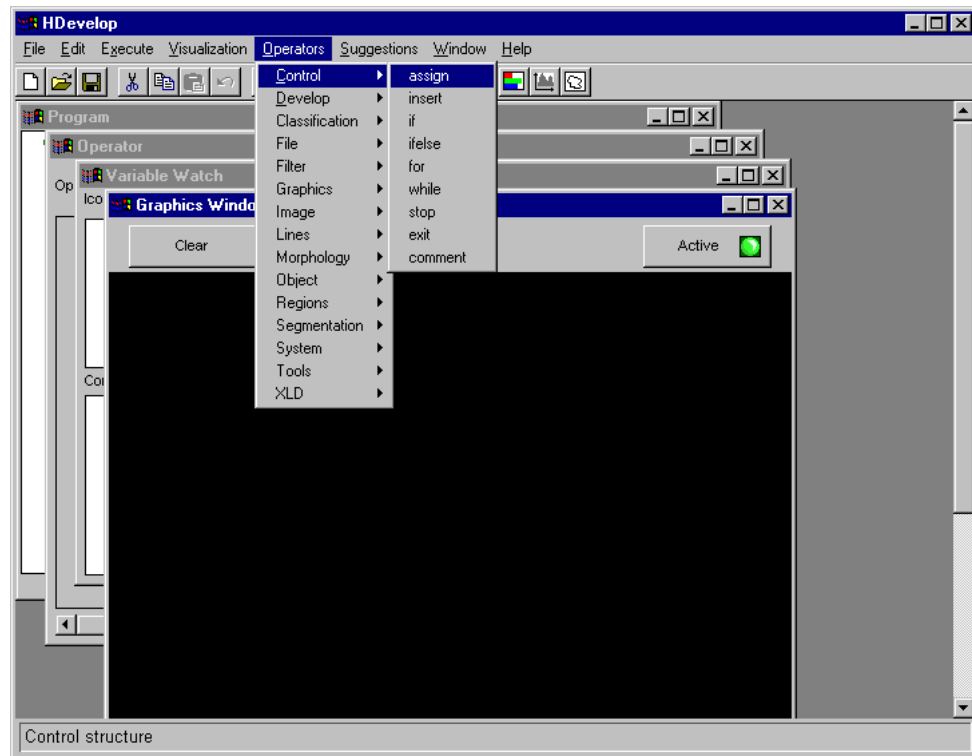 HDevelop
File Edit Execute Visualization Operators Suggestions Window Help
Control
Develop
Classification
File
Filter
Graphics
Image
Lines
Morphology
Object
Regions
Segmentation
System
Tools
XLD
assign
insert
if
ifelse
for
while
stop
exit
comment
Program
Operator
Op
Variable Watch
Ico
Graphics Windo
Clear
Active
Co
Control structure